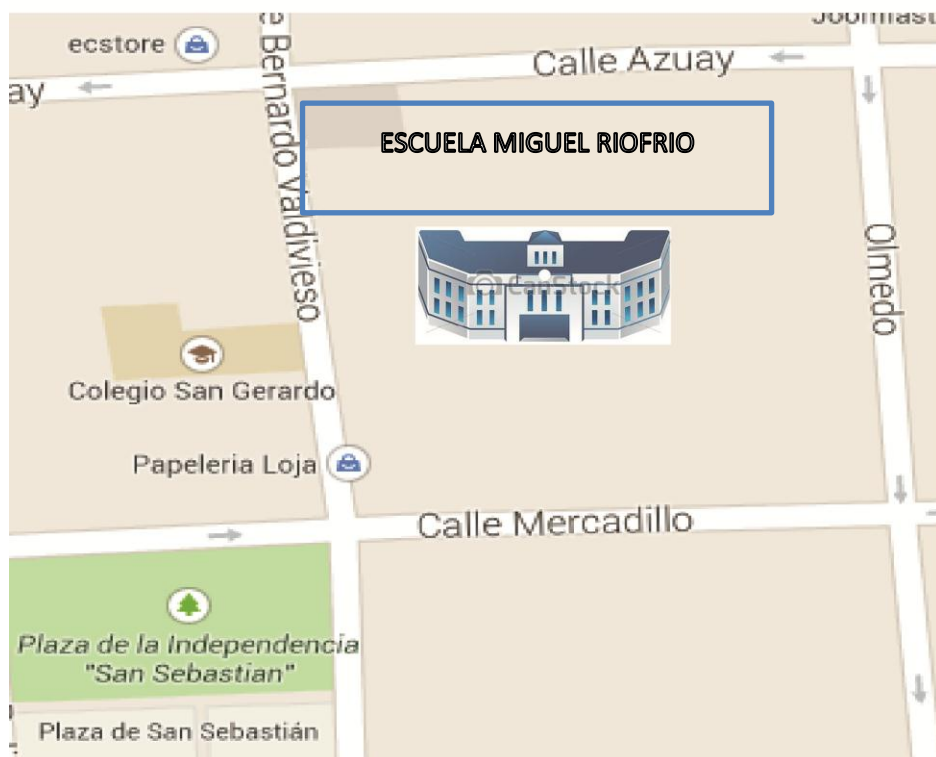 ecstore
Bernardo Valdivieso
Calle Azuay
ay
ESCUELA MIGUEL RIOFRIO
CanStock
Olmedo
Colegio San Gerardo
Papeleria Loja
Calle Mercadillo
Plaza de la Independencia
"San Sebastian"
Plaza de San Sebastián